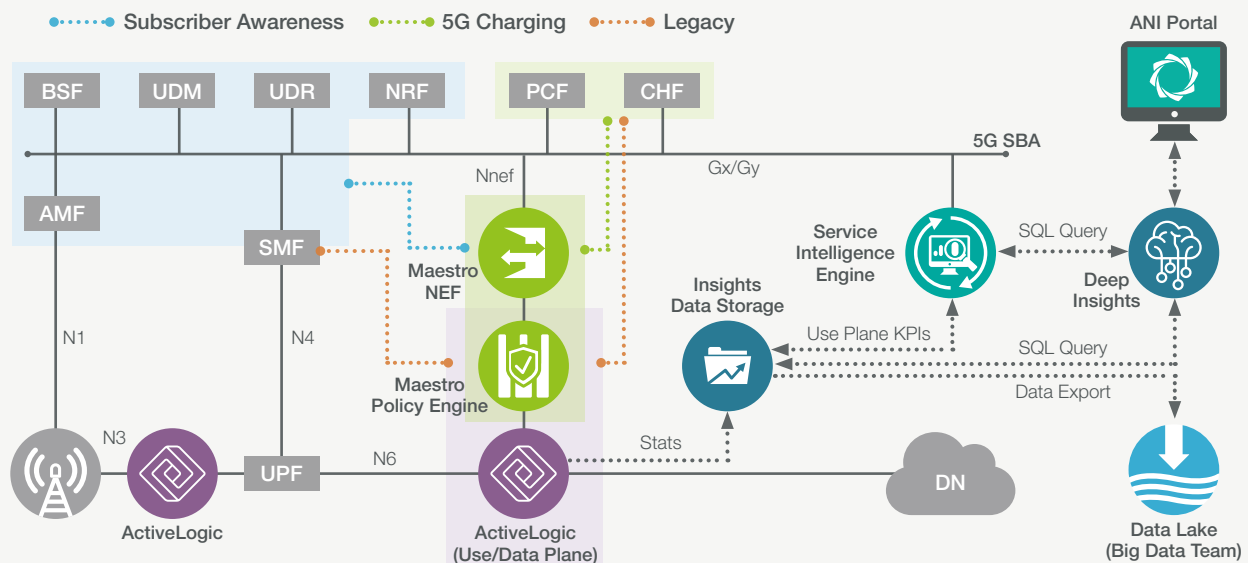 Subscriber Awareness
5G Charging
Legacy
ANI Portal
BSF
UDM
UDR
NRF
PCF
CHF
5G SBA
Nnef
Gx/Gy
AMF
SMF
Maestro
NEF
Service
Intelligence
Engine
SQL Query
Deep
Insights
Insights
Data Storage
N1
N4
Use Plane KPIs
SQL Query
Data Export
Maestro
Policy Engine
N3
UPF
N6
Stats
DN
ActiveLogic
ActiveLogic
(Use/Data Plane)
Data Lake
(Big Data Team)